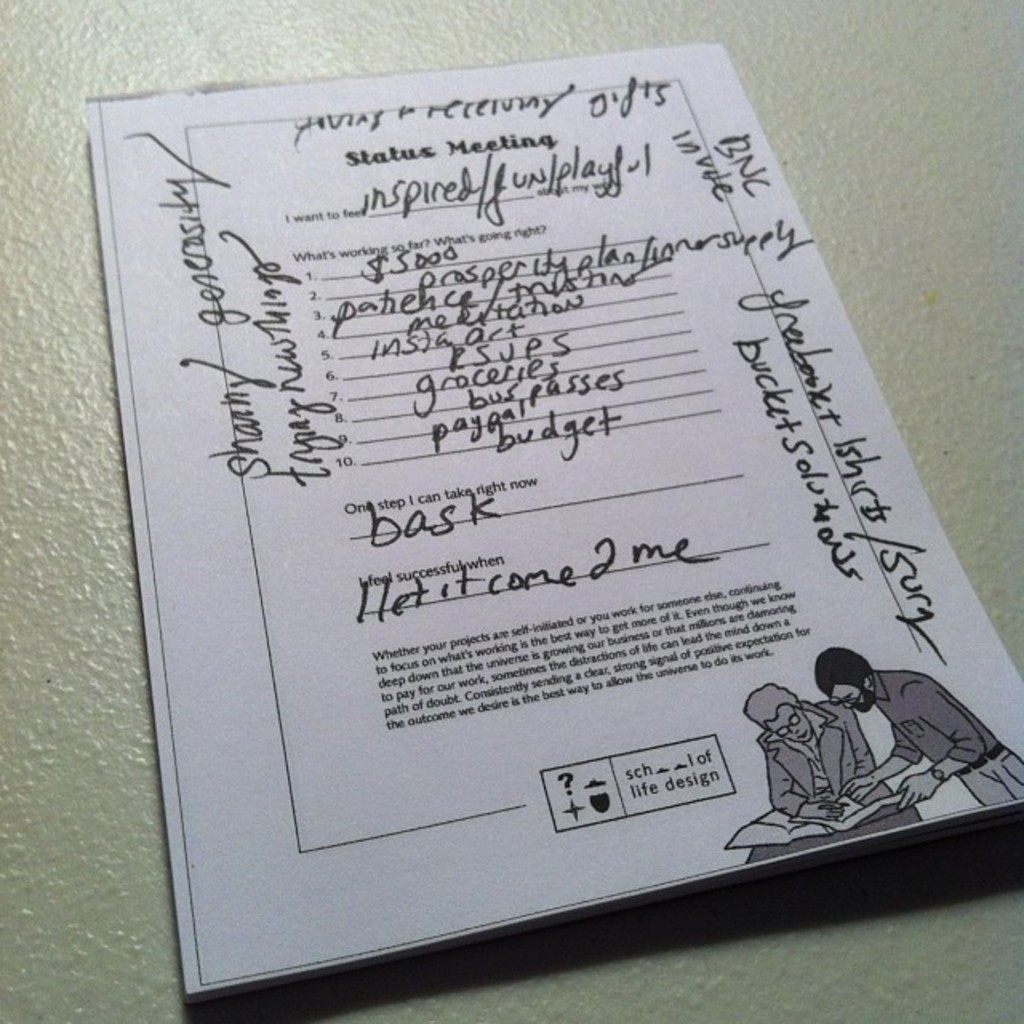 giving + receiving gifts
Status Meeting
I want to feel inspired/fun/playful about my work
What's working so far? What's going right?
1. $5000
2. prosperity plan/inner supply
3. patience/trusting
4. meditation
5. insta art
6. RSVPs
7. groceries
8. bus passes
9. paypal
10. budget
One step I can take right now
bask
I feel successful when
I let it come 2 me
Whether your projects are self-initiated or you work for someone else, continuing
to focus on what's working is the best way to get more of it. Even though we know
deep down that the universe is growing our business or that millions are clamoring
to pay for our work, sometimes the distractions of life can lead the mind down a
path of doubt. Consistently sending a clear, strong signal of positive expectation for
the outcome we desire is the best way to allow the universe to do its work.
sch__l of
life design
sharing generosity
trying new things
BNC
invite
tshirts/
bucket solutions